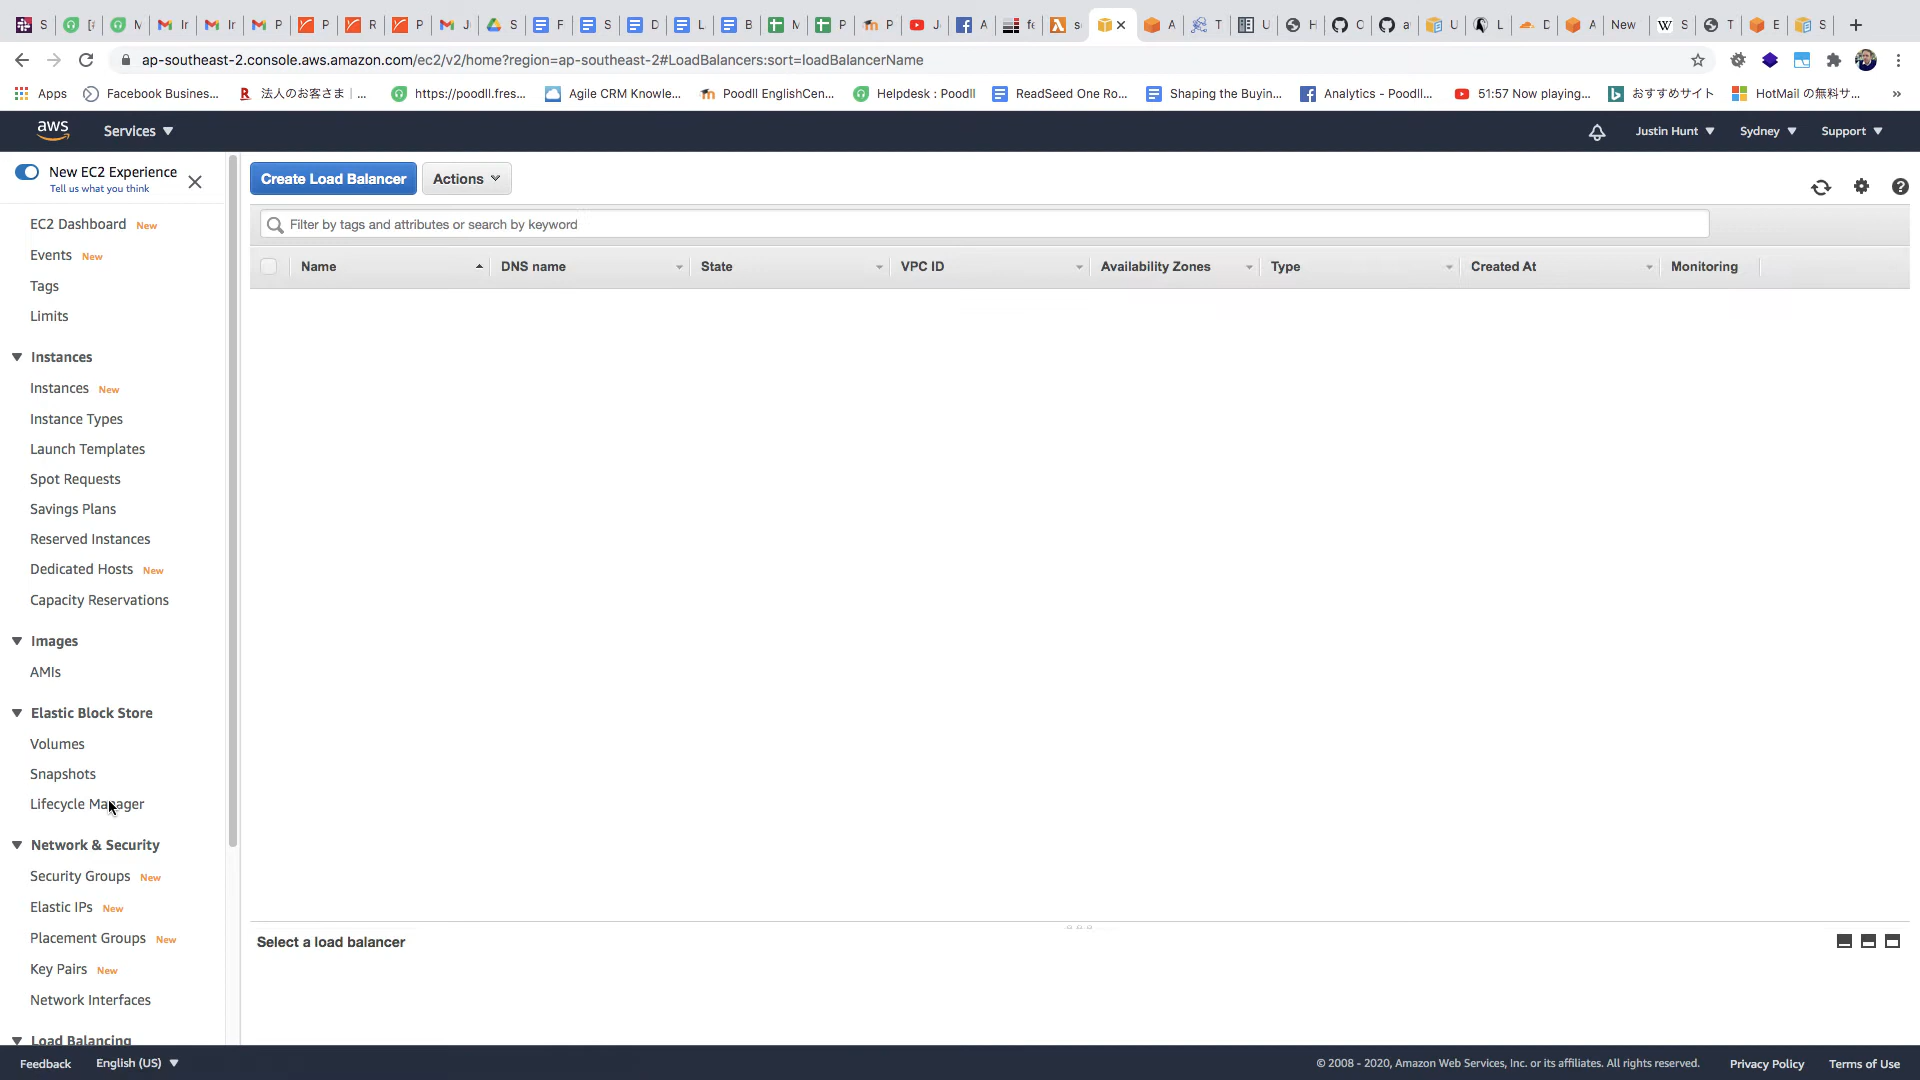 S
[
M
Ir
Ir
P
P
R
P
J
S
F
S
D
L
B
M
P
P
J
A
fe
s
A
T
U
H
C
a
U
L
D
A
New
S
T
E
S
ap-southeast-2.console.aws.amazon.com/ec2/v2/home?region=ap-southeast-2#LoadBalancers:sort=loadBalancerName
Apps
Facebook Busines...
法人のお客さま｜...
https://poodll.fres...
Agile CRM Knowle...
Poodll EnglishCen...
Helpdesk : Poodll
ReadSeed One Ro...
Shaping the Buyin...
Analytics - Poodll...
51:57 Now playing...
おすすめサイト
HotMail の無料サ...
»
aws
Services
Justin Hunt
Sydney
Support
New EC2 Experience
Tell us what you think
EC2 Dashboard New
Events New
Tags
Limits
Instances
Instances New
Instance Types
Launch Templates
Spot Requests
Savings Plans
Reserved Instances
Dedicated Hosts New
Capacity Reservations
Images
AMIs
Elastic Block Store
Volumes
Snapshots
Lifecycle Manager
Network & Security
Security Groups New
Elastic IPs New
Placement Groups New
Key Pairs New
Network Interfaces
Load Balancing
Create Load Balancer
Actions
Filter by tags and attributes or search by keyword
Name
DNS name
State
VPC ID
Availability Zones
Type
Created At
Monitoring
Select a load balancer
Feedback
English (US)
© 2008 - 2020, Amazon Web Services, Inc. or its affiliates. All rights reserved.
Privacy Policy
Terms of Use